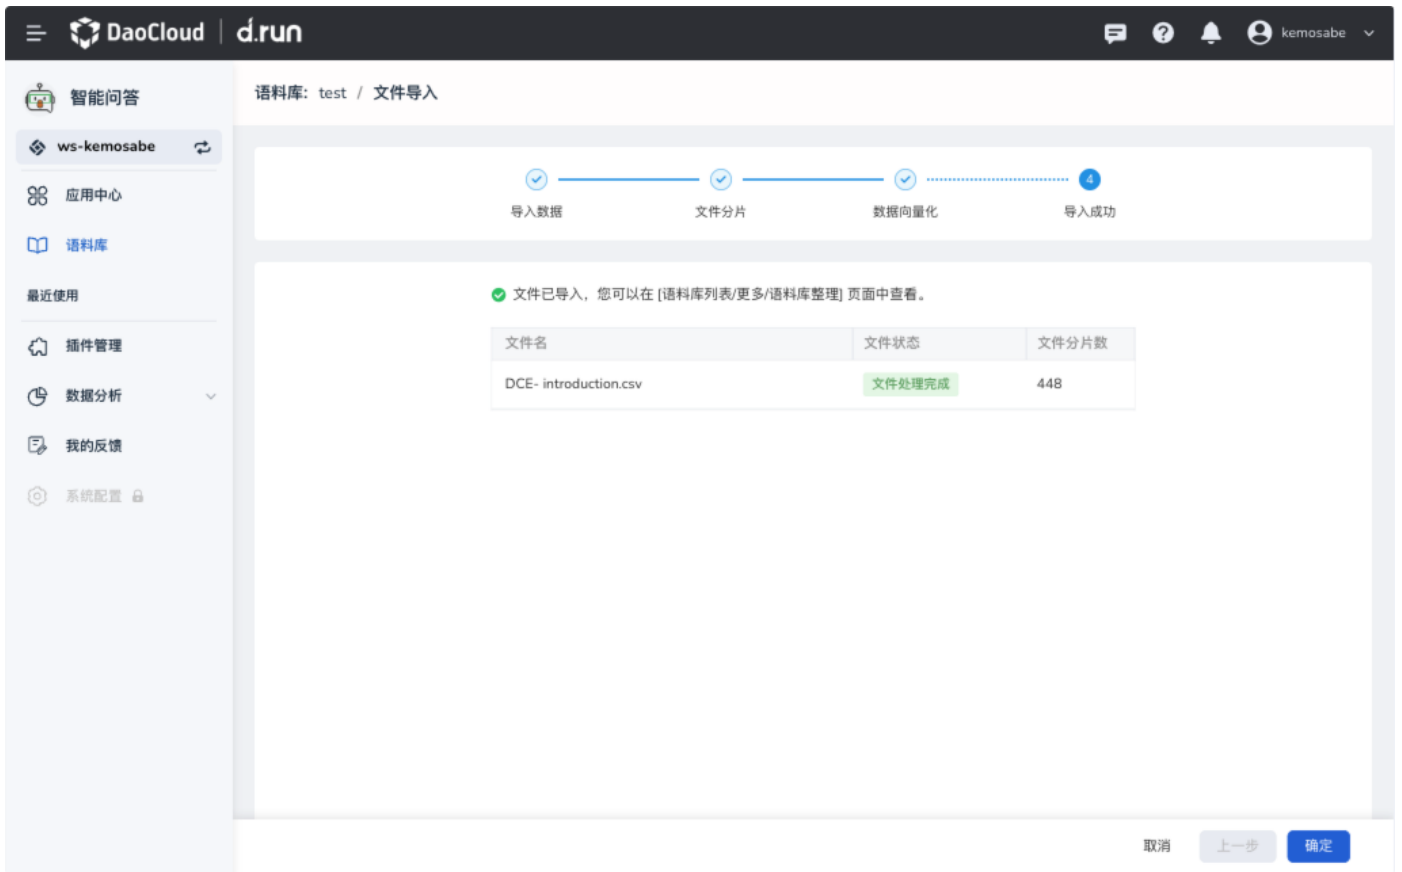 DaoCloud d.run
kemosabe
智能问答
语料库: test / 文件导入
ws-kemosabe
应用中心
语料库
最近使用
插件管理
数据分析
我的反馈
系统配置
4
导入数据 文件分片 数据向量化 导入成功
文件已导入，您可以在 [语料库列表/更多/语料库整理] 页面中查看。
文件名 文件状态 文件分片数
DCE- introduction.csv 文件处理完成 448
取消 上一步 确定